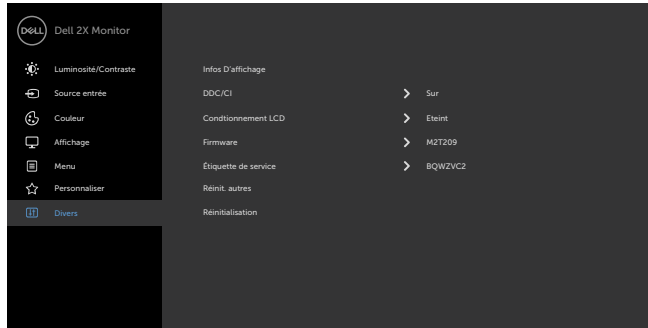 DELL Dell 2X Monitor
Luminosité/Contraste Infos D'affichage
Source entrée DDC/CI Sur
Couleur Condtionnement LCD Eteint
Affichage Firmware M2T209
Menu Étiquette de service BQWZVC2
Personnaliser Réinit. autres
Divers Réinitialisation